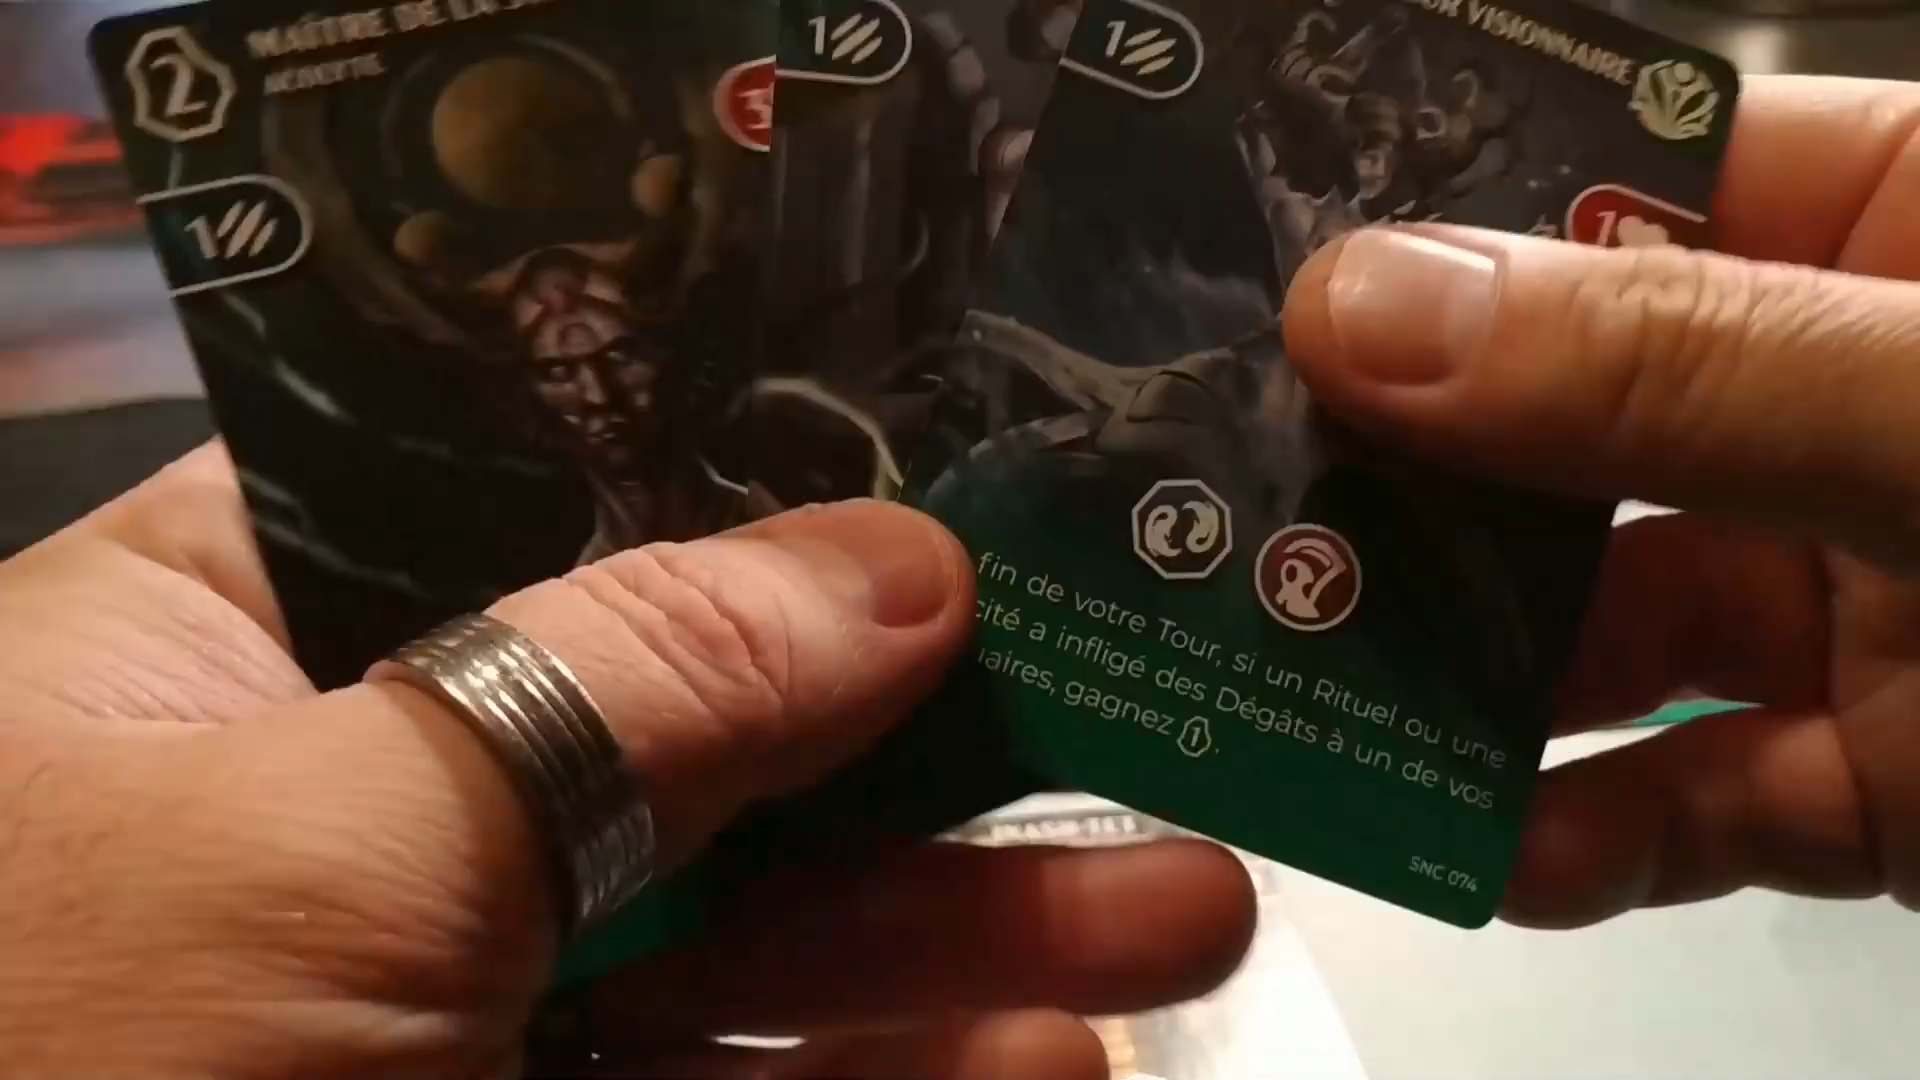 2
MAÎTRE DE LA
ACOLYTE
3
1
1
1
VISIONNAIRE
1
fin de votre Tour, si un Rituel ou une
cité a infligé des Dégâts à un de vos
aires, gagnez 1.
SNC 074